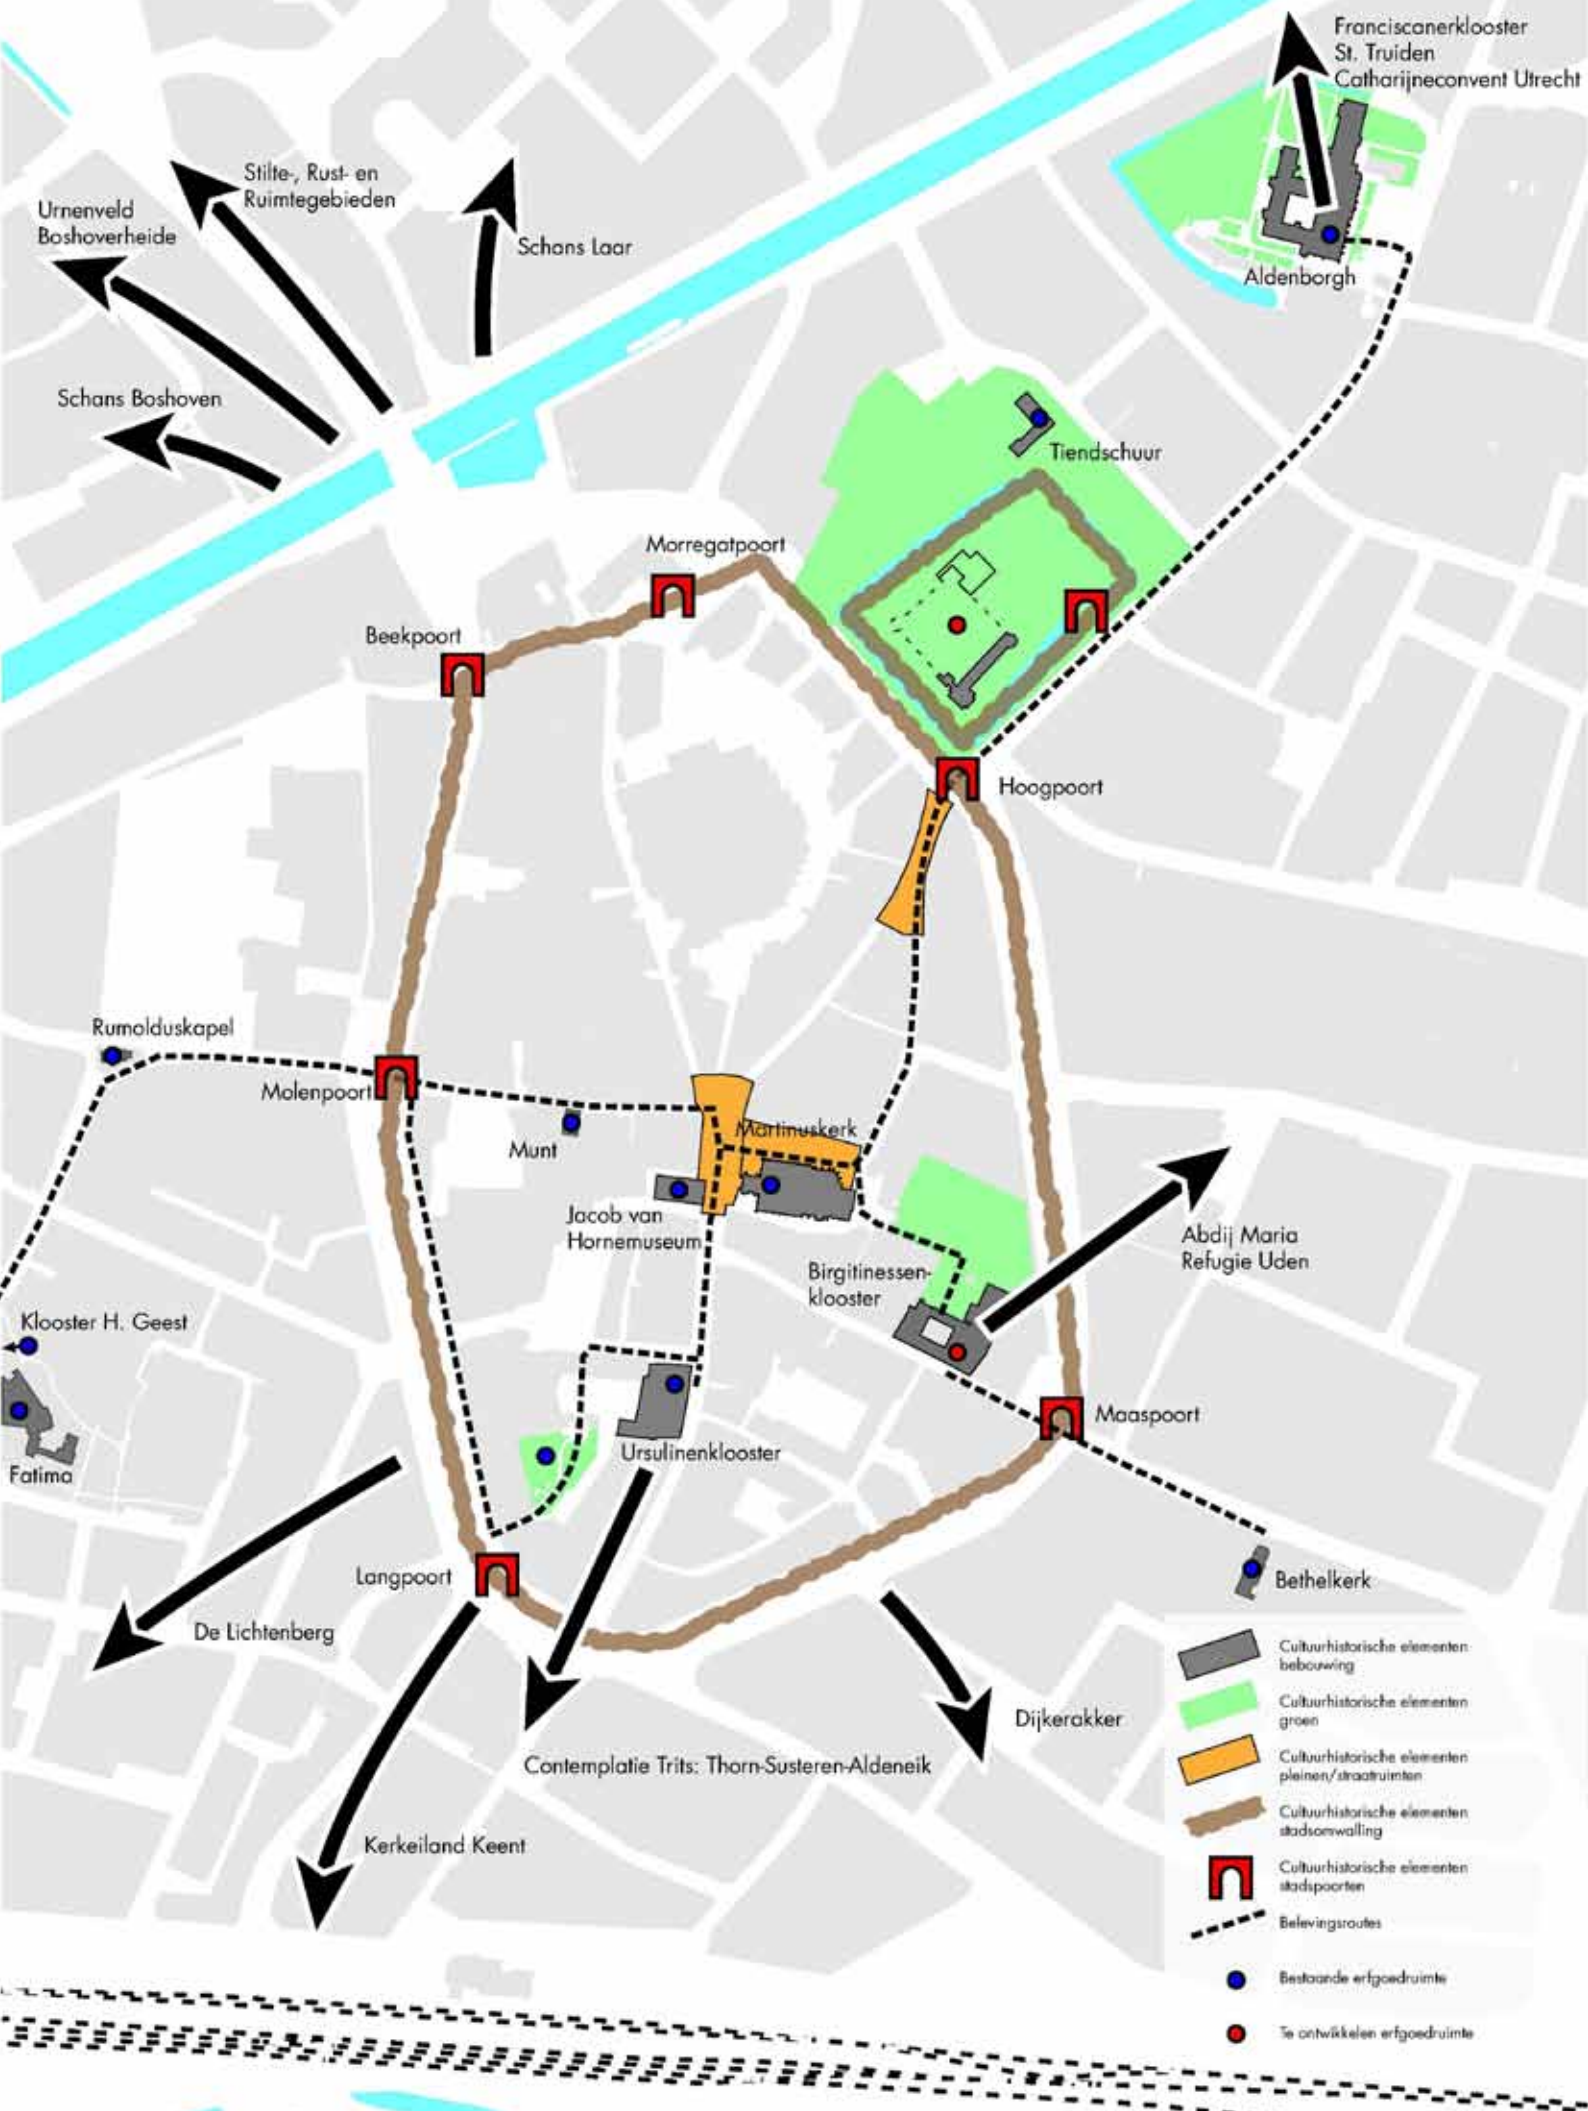 Franciscanerklooster
St. Truiden
Catharijneconvent Utrecht
Stilte-, Rust- en
Ruimtegebieden
Urnenveld
Boshoverheide
Schans Laar
Aldenborgh
Schans Boshoven
Tiendschuur
Morregatpoort
Beekpoort
Hoogpoort
Rumolduskapel
Molenpoort
Munt
Martinuskerk
Jacob van
Hornemuseum
Abdij Maria
Refugie Uden
Birgitinessen-
klooster
Klooster H. Geest
Fatima
Maaspoort
Ursulinenklooster
Langpoort
Bethelkerk
De Lichtenberg
Dijkerakker
Contemplatie Trits: Thorn-Susteren-Aldeneik
Kerkeiland Keent
Cultuurhistorische elementen
bebouwing
Cultuurhistorische elementen
groen
Cultuurhistorische elementen
pleinen/straatruimten
Cultuurhistorische elementen
stadsomwalling
Cultuurhistorische elementen
stadspoorten
Belevingsroutes
Bestaande erfgoedruimte
Te ontwikkelen erfgoedruimte